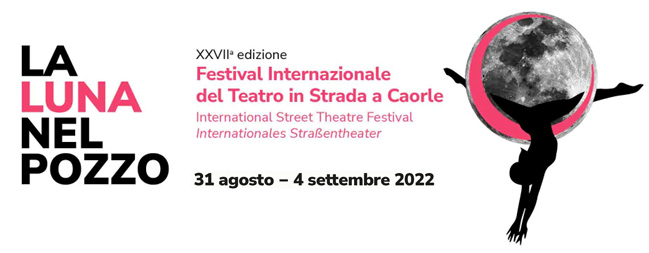 LA
LUNA
NEL
POZZO
XXVIIª edizione
Festival Internazionale
del Teatro in Strada a Caorle
International Street Theatre Festival
Internationales Straßentheater
31 agosto – 4 settembre 2022